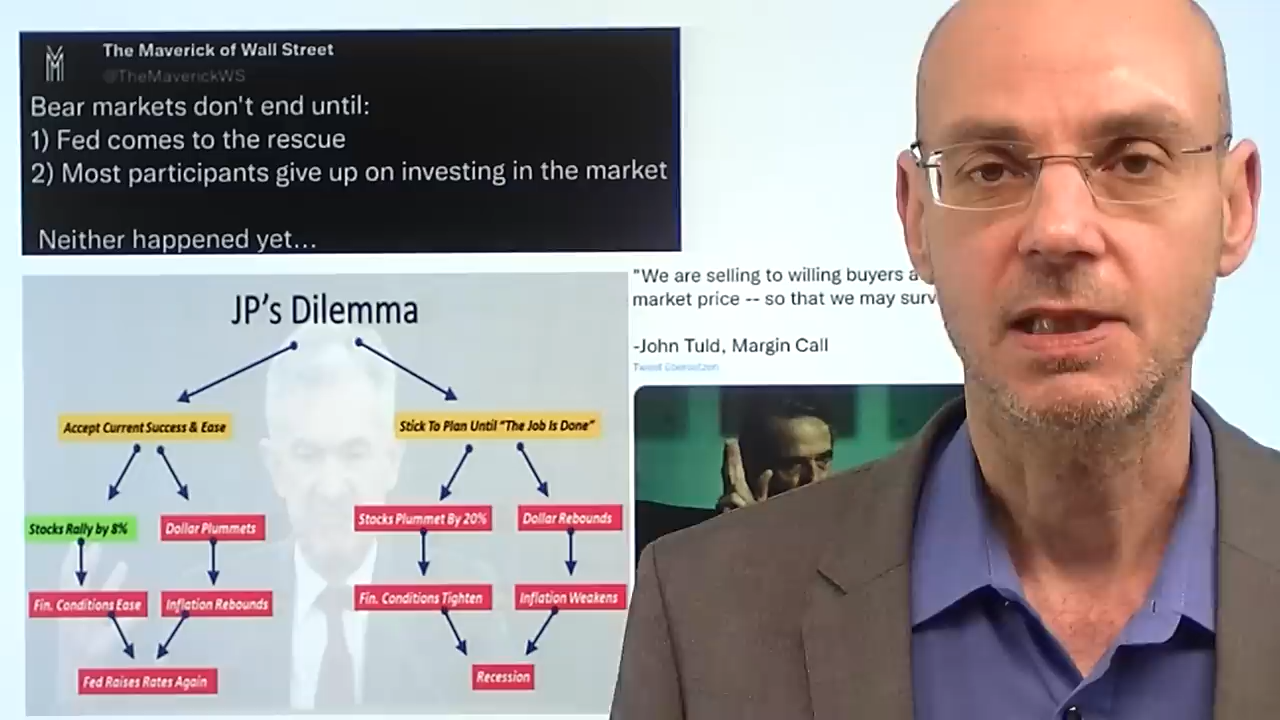 The Maverick of Wall Street
@TheMaverickWS
Bear markets don't end until:
1) Fed comes to the rescue
2) Most participants give up on investing in the market
Neither happened yet...
JP's Dilemma
Accept Current Success & Ease
Stick To Plan Until "The Job Is Done"
Stocks Rally by 8%
Dollar Plummets
Stocks Plummet By 20%
Dollar Rebounds
Fin. Conditions Ease
Inflation Rebounds
Fin. Conditions Tighten
Inflation Weakens
Fed Raises Rates Again
Recession
"We are selling to willing buyers a
market price -- so that we may surv
-John Tuld, Margin Call
Tweet übersetzen